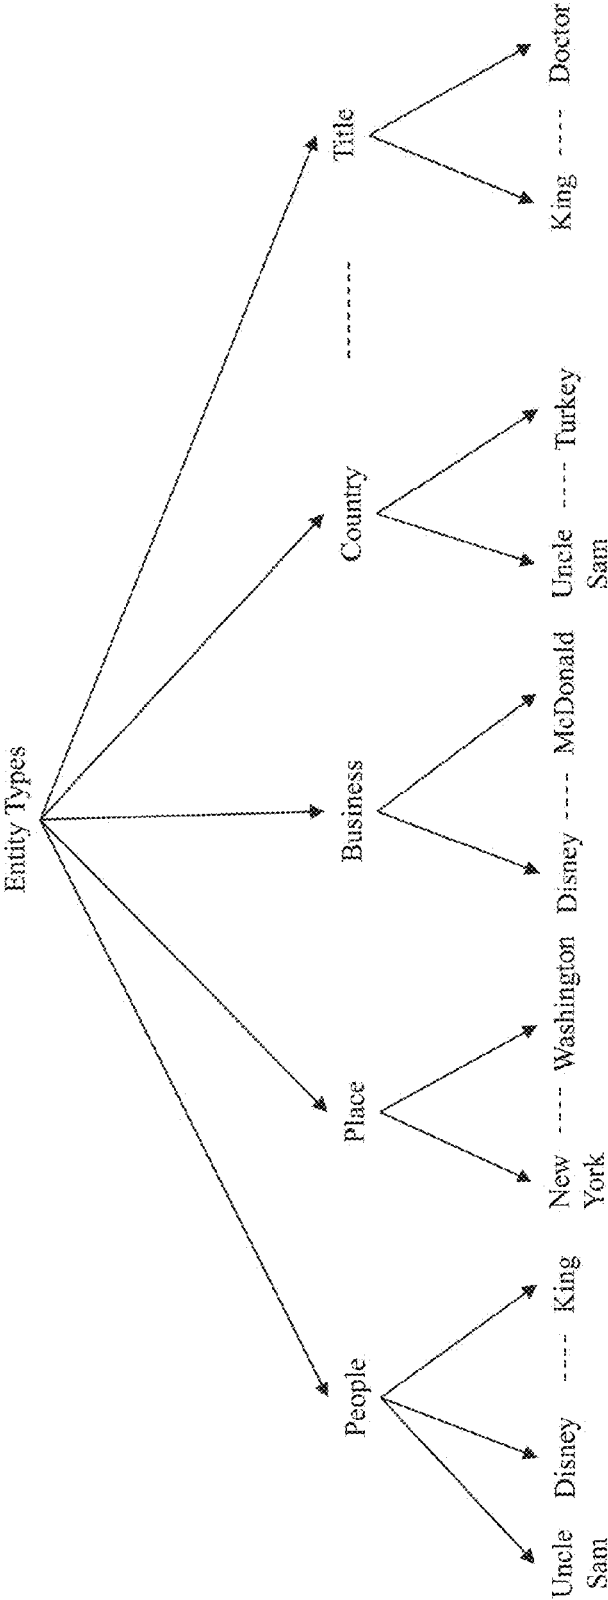 Entity Types
People
Place
Business
Country
--------
Title
Uncle
Sam
Disney
----
King
New
York
----
Washington
Disney
----
McDonald
Uncle
Sam
----
Turkey
King
----
Doctor